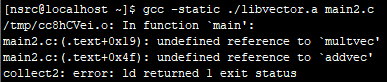 [nsrc@localhost ~]$ gcc -static ./libvector.a main2.c
/tmp/cc8hCVei.o: In function `main':
main2.c:(.text+0x19): undefined reference to `multvec'
main2.c:(.text+0x4f): undefined reference to `addvec'
collect2: error: ld returned 1 exit status